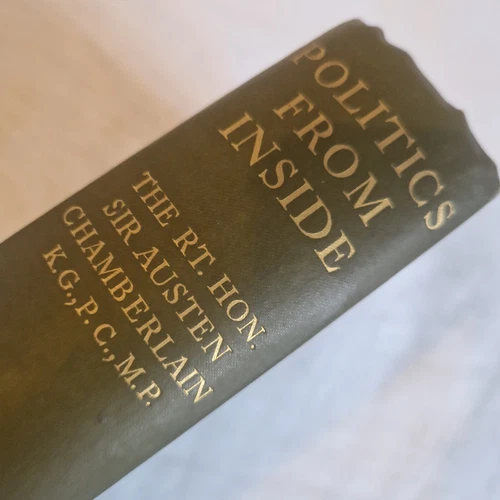 POLITICS
FROM
INSIDE
THE RT. HON.
SIR AUSTEN
CHAMBERLAIN
K.G., P.C., M.P.